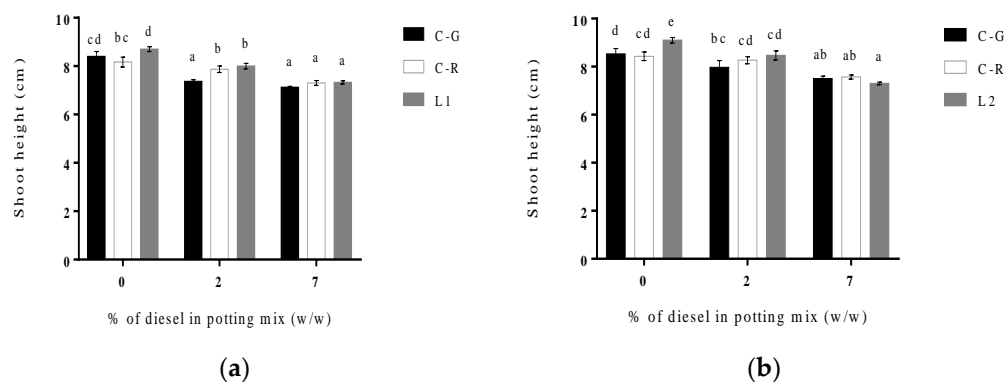 10
8
6
4
2
0
Shoot height (cm)
cd
bc
d
a
b
b
a
a
a
0
2
7
% of diesel in potting mix (w/w)
C-G
C-R
L1
(a)
10
8
6
4
2
0
Shoot height (cm)
d
cd
e
bc
cd
cd
ab
ab
a
0
2
7
% of diesel in potting mix (w/w)
C-G
C-R
L2
(b)